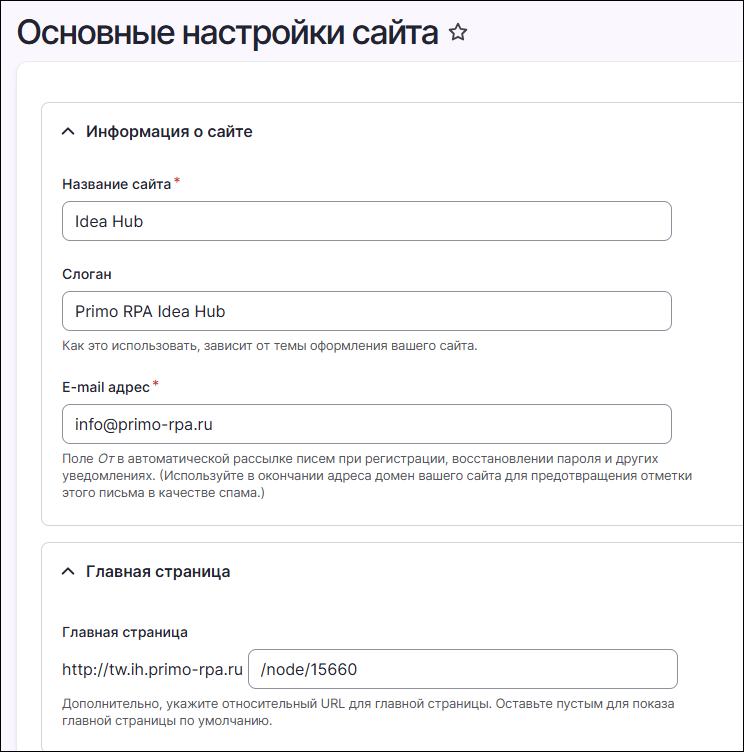 Основные настройки сайта
Информация о сайте
Название сайта*
Idea Hub
Слоган
Primo RPA Idea Hub
Как это использовать, зависит от темы оформления вашего сайта.
E-mail адрес*
info@primo-rpa.ru
Поле От в автоматической рассылке писем при регистрации, восстановлении пароля и других
уведомлениях. (Используйте в окончании адреса домен вашего сайта для предотвращения отметки
этого письма в качестве спама.)
Главная страница
Главная страница
http://tw.ih.primo-rpa.ru /node/15660
Дополнительно, укажите относительный URL для главной страницы. Оставьте пустым для показа
главной страницы по умолчанию.